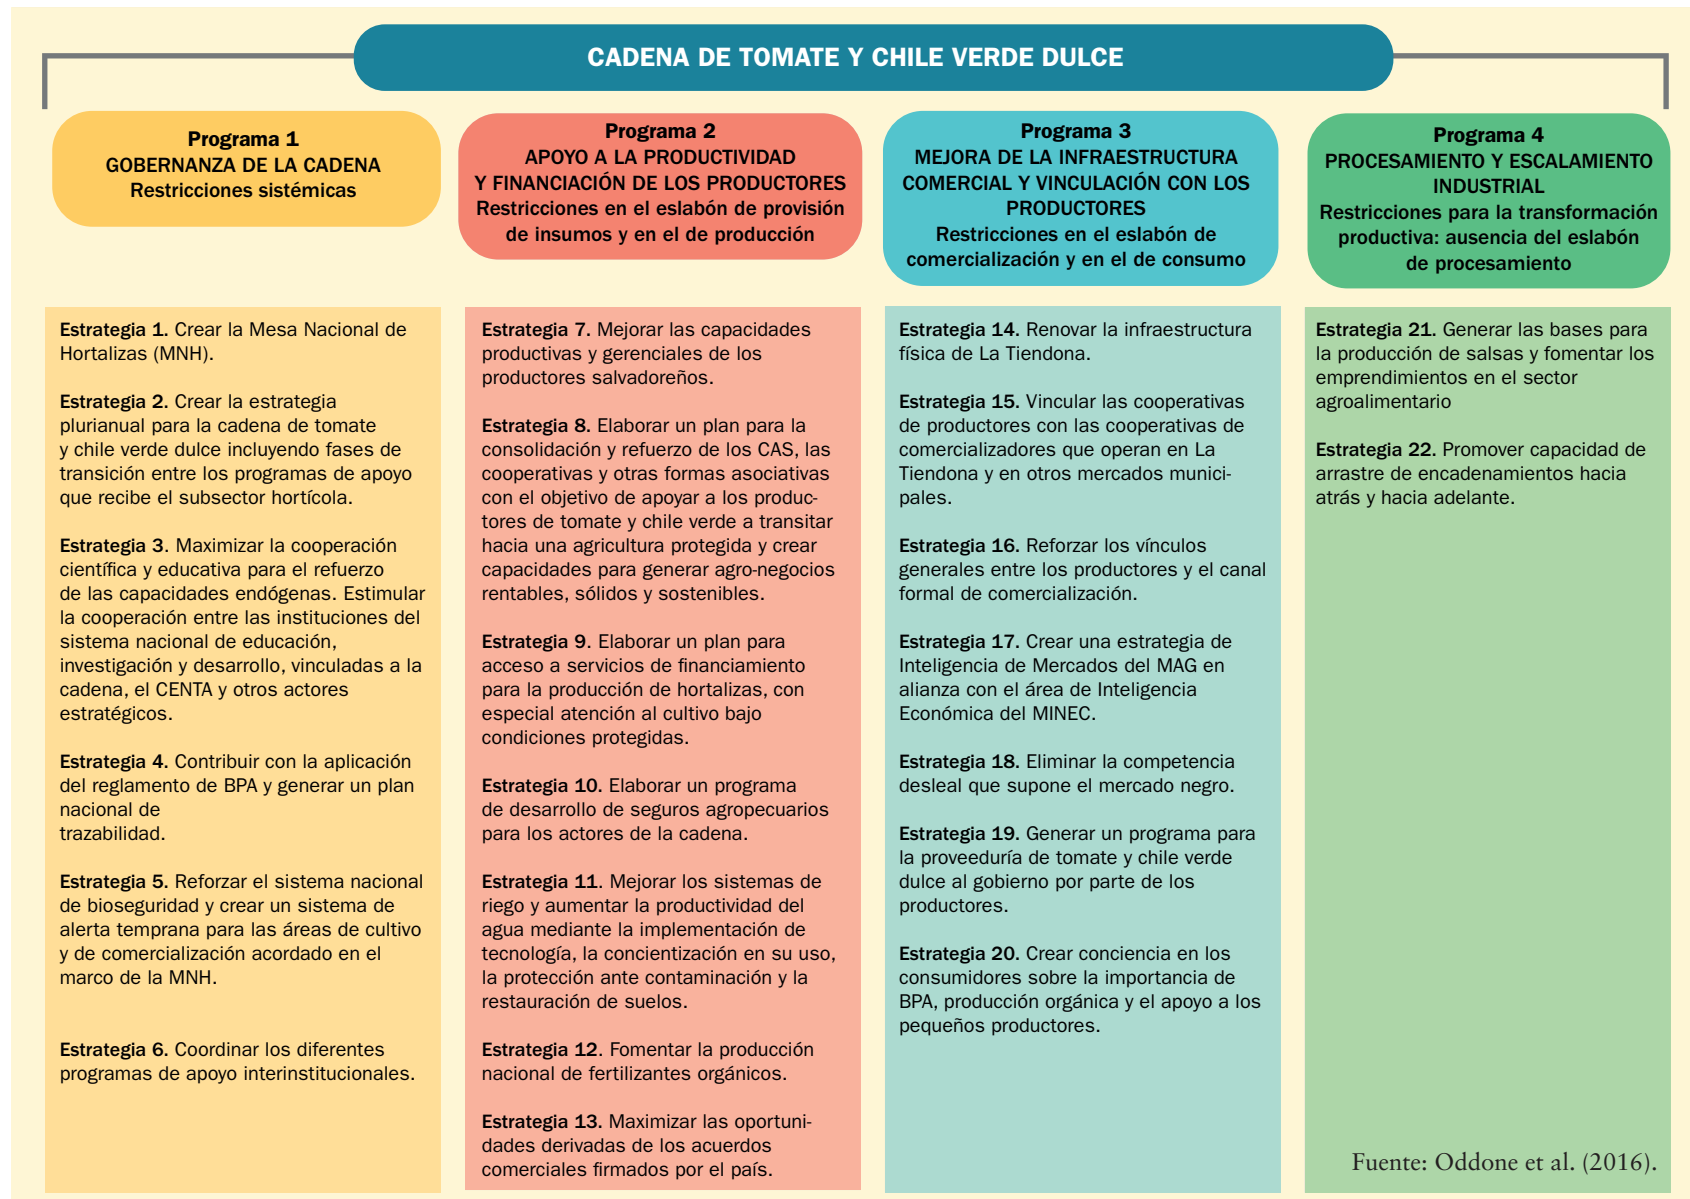 CADENA DE TOMATE Y CHILE VERDE DULCE
Programa 1
GOBERNANZA DE LA CADENA
Restricciones sistémicas
Programa 2
APOYO A LA PRODUCTIVIDAD
Y FINANCIACIÓN DE LOS PRODUCTORES
Restricciones en el eslabón de provisión
de insumos y en el de producción
Programa 3
MEJORA DE LA INFRAESTRUCTURA
COMERCIAL Y VINCULACIÓN CON LOS
PRODUCTORES
Restricciones en el eslabón de
comercialización y en el de consumo
Programa 4
PROCESAMIENTO Y ESCALAMIENTO
INDUSTRIAL
Restricciones para la transformación
productiva: ausencia del eslabón
de procesamiento
Estrategia 1. Crear la Mesa Nacional de
Hortalizas (MNH).
Estrategia 2. Crear la estrategia
plurianual para la cadena de tomate
y chile verde dulce incluyendo fases de
transición entre los programas de apoyo
que recibe el subsector hortícola.
Estrategia 3. Maximizar la cooperación
científica y educativa para el refuerzo
de las capacidades endógenas. Estimular
la cooperación entre las instituciones del
sistema nacional de educación,
investigación y desarrollo, vinculadas a la
cadena, el CENTA y otros actores
estratégicos.
Estrategia 4. Contribuir con la aplicación
del reglamento de BPA y generar un plan
nacional de
trazabilidad.
Estrategia 5. Reforzar el sistema nacional
de bioseguridad y crear un sistema de
alerta temprana para las áreas de cultivo
y de comercialización acordado en el
marco de la MNH.
Estrategia 6. Coordinar los diferentes
programas de apoyo interinstitucionales.
Estrategia 7. Mejorar las capacidades
productivas y gerenciales de los
productores salvadoreños.
Estrategia 8. Elaborar un plan para la
consolidación y refuerzo de los CAS, las
cooperativas y otras formas asociativas
con el objetivo de apoyar a los produc-
tores de tomate y chile verde a transitar
hacia una agricultura protegida y crear
capacidades para generar agro-negocios
rentables, sólidos y sostenibles.
Estrategia 9. Elaborar un plan para
acceso a servicios de financiamiento
para la producción de hortalizas, con
especial atención al cultivo bajo
condiciones protegidas.
Estrategia 10. Elaborar un programa
de desarrollo de seguros agropecuarios
para los actores de la cadena.
Estrategia 11. Mejorar los sistemas de
riego y aumentar la productividad del
agua mediante la implementación de
tecnología, la concientización en su uso,
la protección ante contaminación y la
restauración de suelos.
Estrategia 12. Fomentar la producción
nacional de fertilizantes orgánicos.
Estrategia 13. Maximizar las oportuni-
dades derivadas de los acuerdos
comerciales firmados por el país.
Estrategia 14. Renovar la infraestructura
física de La Tiendona.
Estrategia 15. Vincular las cooperativas
de productores con las cooperativas de
comercializadores que operan en La
Tiendona y en otros mercados munici-
pales.
Estrategia 16. Reforzar los vínculos
generales entre los productores y el canal
formal de comercialización.
Estrategia 17. Crear una estrategia de
Inteligencia de Mercados del MAG en
alianza con el área de Inteligencia
Económica del MINEC.
Estrategia 18. Eliminar la competencia
desleal que supone el mercado negro.
Estrategia 19. Generar un programa para
la proveeduría de tomate y chile verde
dulce al gobierno por parte de los
productores.
Estrategia 20. Crear conciencia en los
consumidores sobre la importancia de
BPA, producción orgánica y el apoyo a los
pequeños productores.
Estrategia 21. Generar las bases para
la producción de salsas y fomentar los
emprendimientos en el sector
agroalimentario
Estrategia 22. Promover capacidad de
arrastre de encadenamientos hacia
atrás y hacia adelante.
Fuente: Oddone et al. (2016).